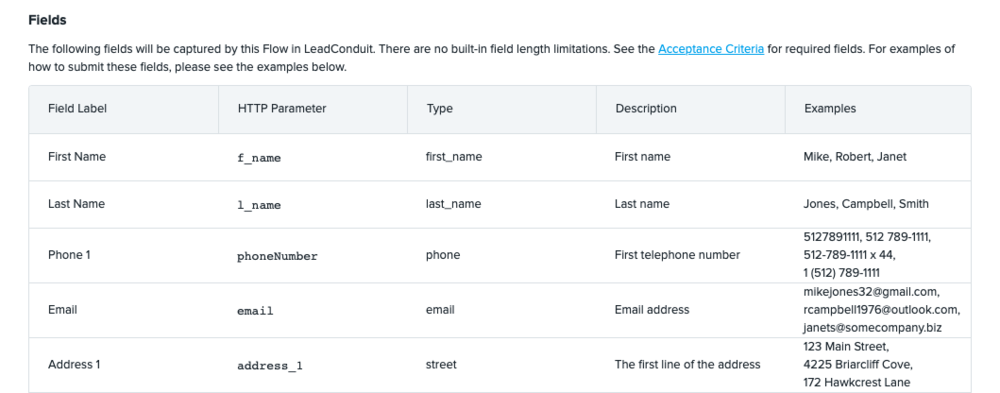 Fields
The following fields will be captured by this Flow in LeadConduit. There are no built-in field length limitations. See the Acceptance Criteria for required fields. For examples of
how to submit these fields, please see the examples below.
Field Label HTTP Parameter Type Description Examples
First Name f_name first_name First name Mike, Robert, Janet
Last Name l_name last_name Last name Jones, Campbell, Smith
Phone 1 phoneNumber phone First telephone number 5127891111, 512 789-1111,
512-789-1111 x 44,
1 (512) 789-1111
Email email email Email address mikejones32@gmail.com,
rcampbell1976@outlook.com,
janets@somecompany.biz
Address 1 address_1 street The first line of the address 123 Main Street,
4225 Briarcliff Cove,
172 Hawkcrest Lane